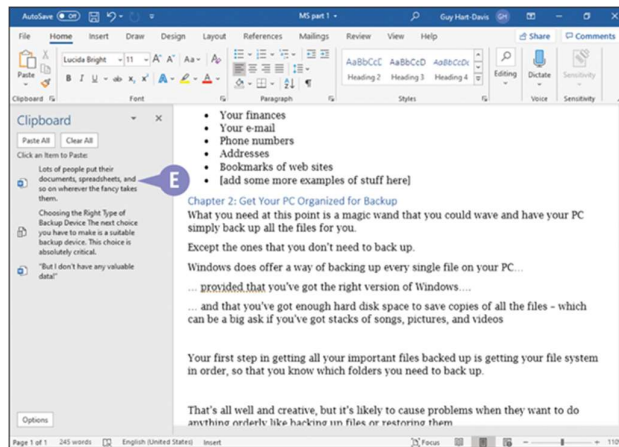 AutoSave Off MS part 1 Guy Hart-Davis GH
File Home Insert Draw Design Layout References Mailings Review View Help Share Comments
Lucida Bright 11 A A Aa A
Paste B I U ab x₂ x² A A
AaBbCcC AaBbCcD AaBbCcDc
Heading 2 Heading 3 Heading 4
Editing Dictate Sensitivity
Clipboard Font Paragraph Styles Voice Sensitivity
Clipboard
Paste All Clear All
Click an Item to Paste:
Lots of people put their
documents, spreadsheets, and
so on wherever the fancy takes
them.
E
Choosing the Right Type of
Backup Device The next choice
you have to make is a suitable
backup device. This choice is
absolutely critical.
"But I don't have any valuable
data!"
Options
• Your finances
• Your e-mail
• Phone numbers
• Addresses
• Bookmarks of web sites
• [add some more examples of stuff here]
Chapter 2: Get Your PC Organized for Backup
What you need at this point is a magic wand that you could wave and have your PC
simply back up all the files for you.
Except the ones that you don't need to back up.
Windows does offer a way of backing up every single file on your PC…
… provided that you've got the right version of Windows….
… and that you've got enough hard disk space to save copies of all the files – which
can be a big ask if you've got stacks of songs, pictures, and videos
Your first step in getting all your important files backed up is getting your file system
in order, so that you know which folders you need to back up.
That's all well and creative, but it's likely to cause problems when they want to do
anything orderly like backing up files or restoring them
Page 1 of 1 245 words English (United States) Insert Focus 110%